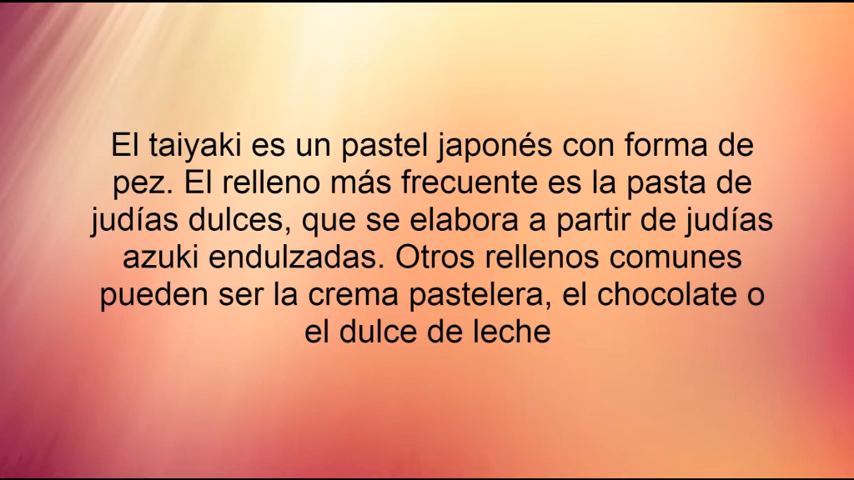 El taiyaki es un pastel japonés con forma de
pez. El relleno más frecuente es la pasta de
judías dulces, que se elabora a partir de judías
azuki endulzadas. Otros rellenos comunes
pueden ser la crema pastelera, el chocolate o
el dulce de leche